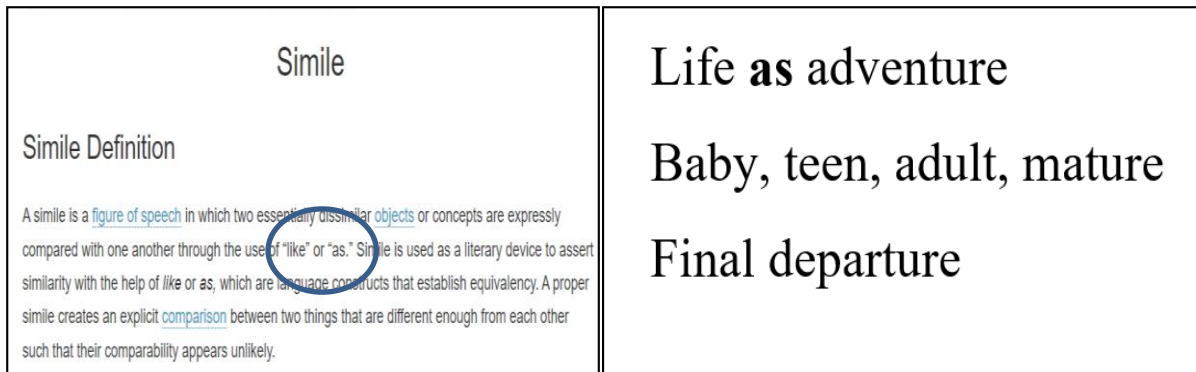 Simile
Simile Definition
A simile is a figure of speech in which two essentially dissimilar objects or concepts are expressly
compared with one another through the use of “like” or “as.” Simile is used as a literary device to assert
similarity with the help of like or as, which are language constructs that establish equivalency. A proper
simile creates an explicit comparison between two things that are different enough from each other
such that their comparability appears unlikely.
Life as adventure
Baby, teen, adult, mature
Final departure